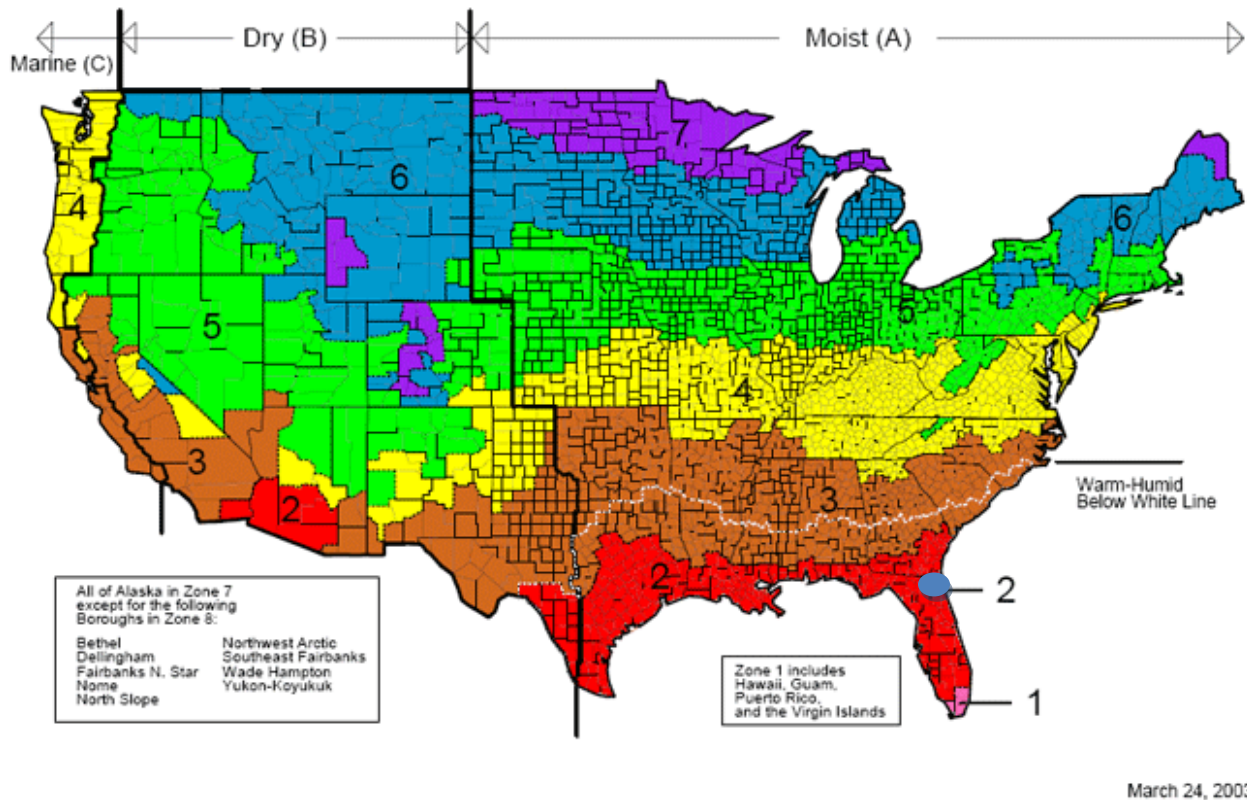 Marine (C)
Dry (B)
Moist (A)
7
6
4
6
5
5
4
3
3
2
2
Warm-Humid
Below White Line
2
1
All of Alaska in Zone 7
except for the following
Boroughs in Zone 8:
Bethel
Dellingham
Fairbanks N. Star
Nome
North Slope
Northwest Arctic
Southeast Fairbanks
Wade Hampton
Yukon-Koyukuk
Zone 1 includes
Hawaii, Guam,
Puerto Rico,
and the Virgin Islands
March 24, 2003